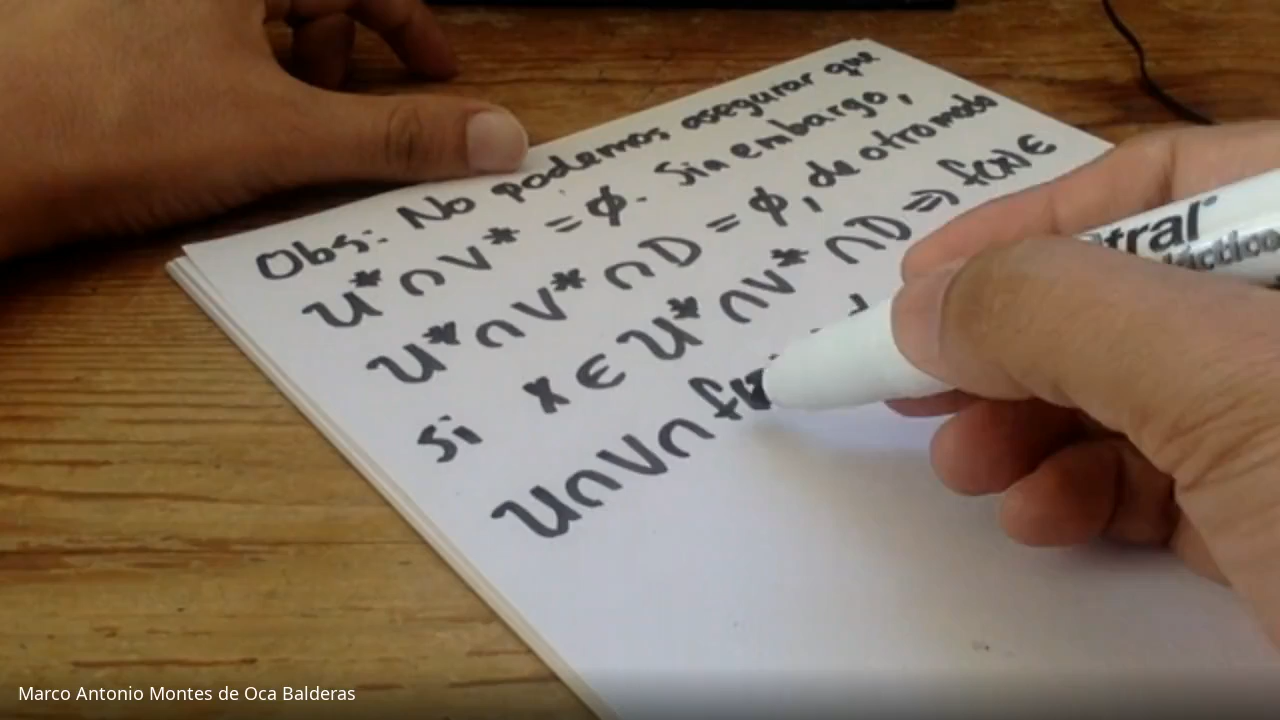 Obs: No podemos asegurar que
U* ∩ V* = ϕ. Sin embargo,
U* ∩ V* ∩ D = ϕ, de otro modo
si x ∈ U* ∩ V* ∩ D ⇒ f(x) ∈
U ∩ V ∩
Marco Antonio Montes de Oca Balderas